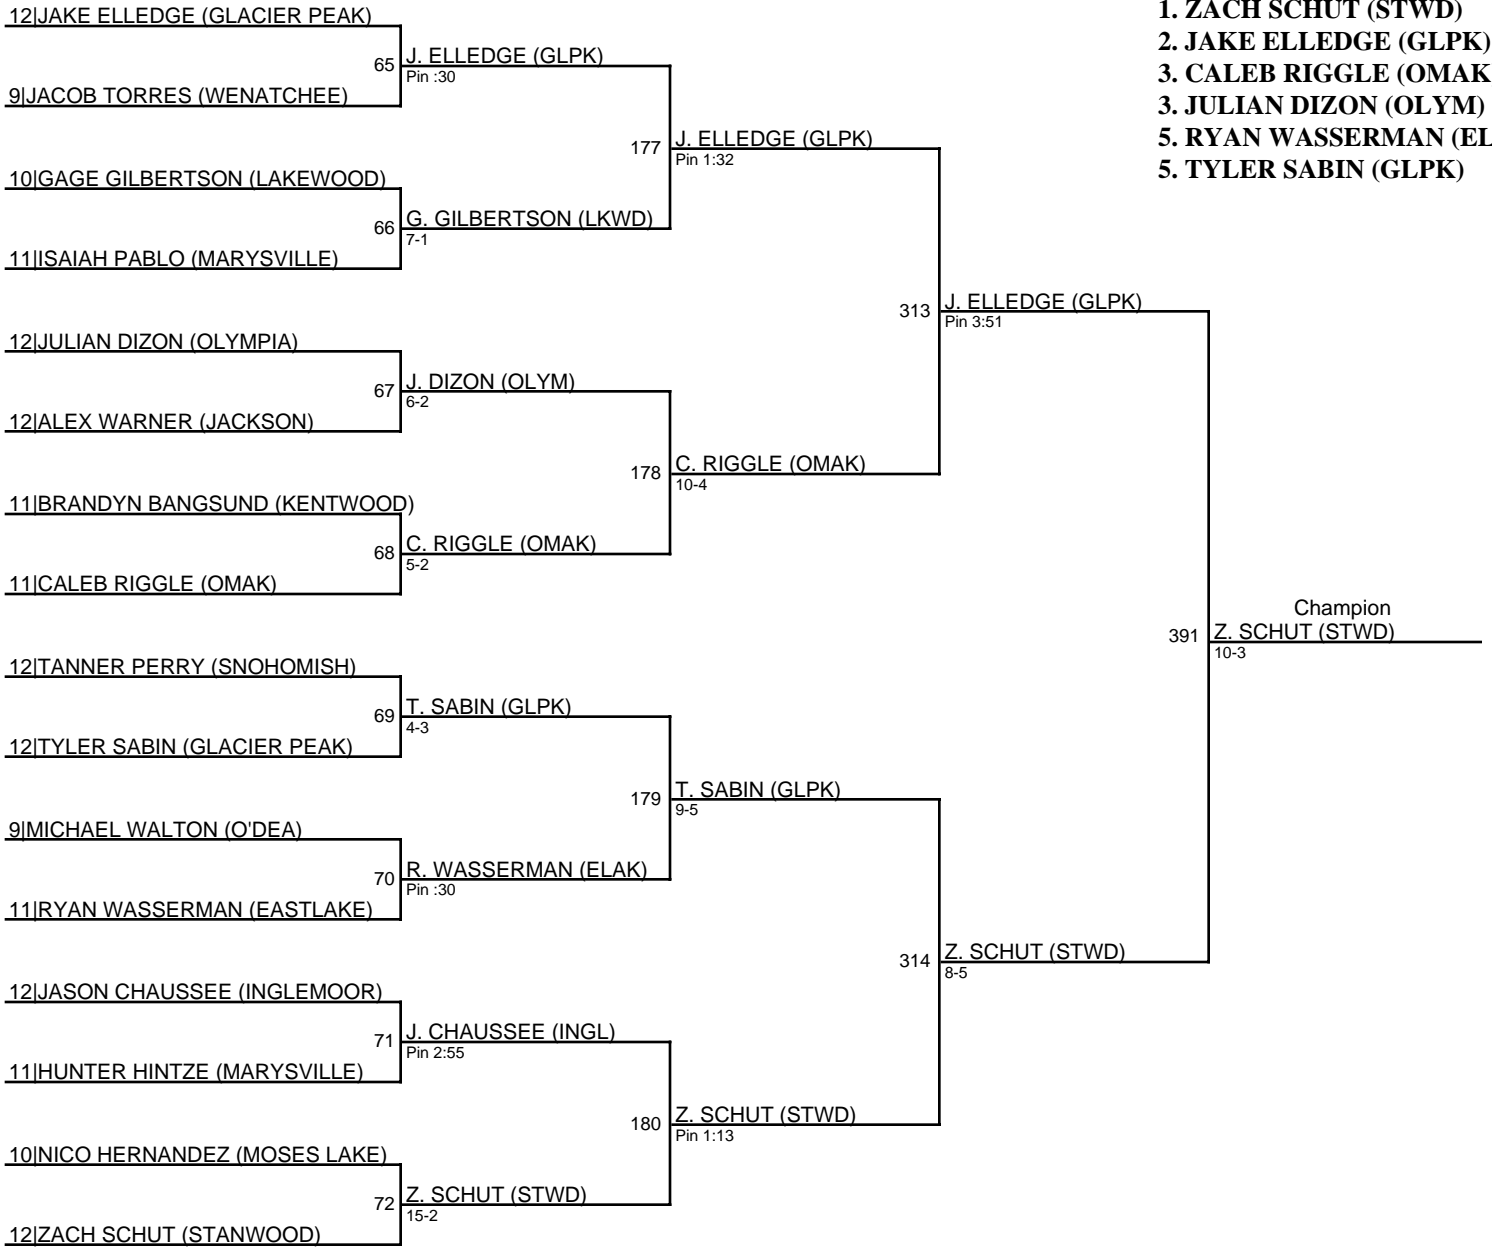 12|JAKE ELLEDGE (GLACIER PEAK)
65
J. ELLEDGE (GLPK)
Pin :30
9|JACOB TORRES (WENATCHEE)
177
J. ELLEDGE (GLPK)
Pin 1:32
10|GAGE GILBERTSON (LAKEWOOD)
66
G. GILBERTSON (LKWD)
7-1
11|ISAIAH PABLO (MARYSVILLE)
313
J. ELLEDGE (GLPK)
Pin 3:51
12|JULIAN DIZON (OLYMPIA)
67
J. DIZON (OLYM)
6-2
12|ALEX WARNER (JACKSON)
178
C. RIGGLE (OMAK)
10-4
11|BRANDYN BANGSUND (KENTWOOD)
68
C. RIGGLE (OMAK)
5-2
11|CALEB RIGGLE (OMAK)
Champion
391
Z. SCHUT (STWD)
10-3
12|TANNER PERRY (SNOHOMISH)
69
T. SABIN (GLPK)
4-3
12|TYLER SABIN (GLACIER PEAK)
179
T. SABIN (GLPK)
9-5
9|MICHAEL WALTON (O'DEA)
70
R. WASSERMAN (ELAK)
Pin :30
11|RYAN WASSERMAN (EASTLAKE)
314
Z. SCHUT (STWD)
8-5
12|JASON CHAUSSEE (INGLEMOOR)
71
J. CHAUSSEE (INGL)
Pin 2:55
11|HUNTER HINTZE (MARYSVILLE)
180
Z. SCHUT (STWD)
Pin 1:13
10|NICO HERNANDEZ (MOSES LAKE)
72
Z. SCHUT (STWD)
15-2
12|ZACH SCHUT (STANWOOD)
1. ZACH SCHUT (STWD)
2. JAKE ELLEDGE (GLPK)
3. CALEB RIGGLE (OMAK
3. JULIAN DIZON (OLYM)
5. RYAN WASSERMAN (EL
5. TYLER SABIN (GLPK)